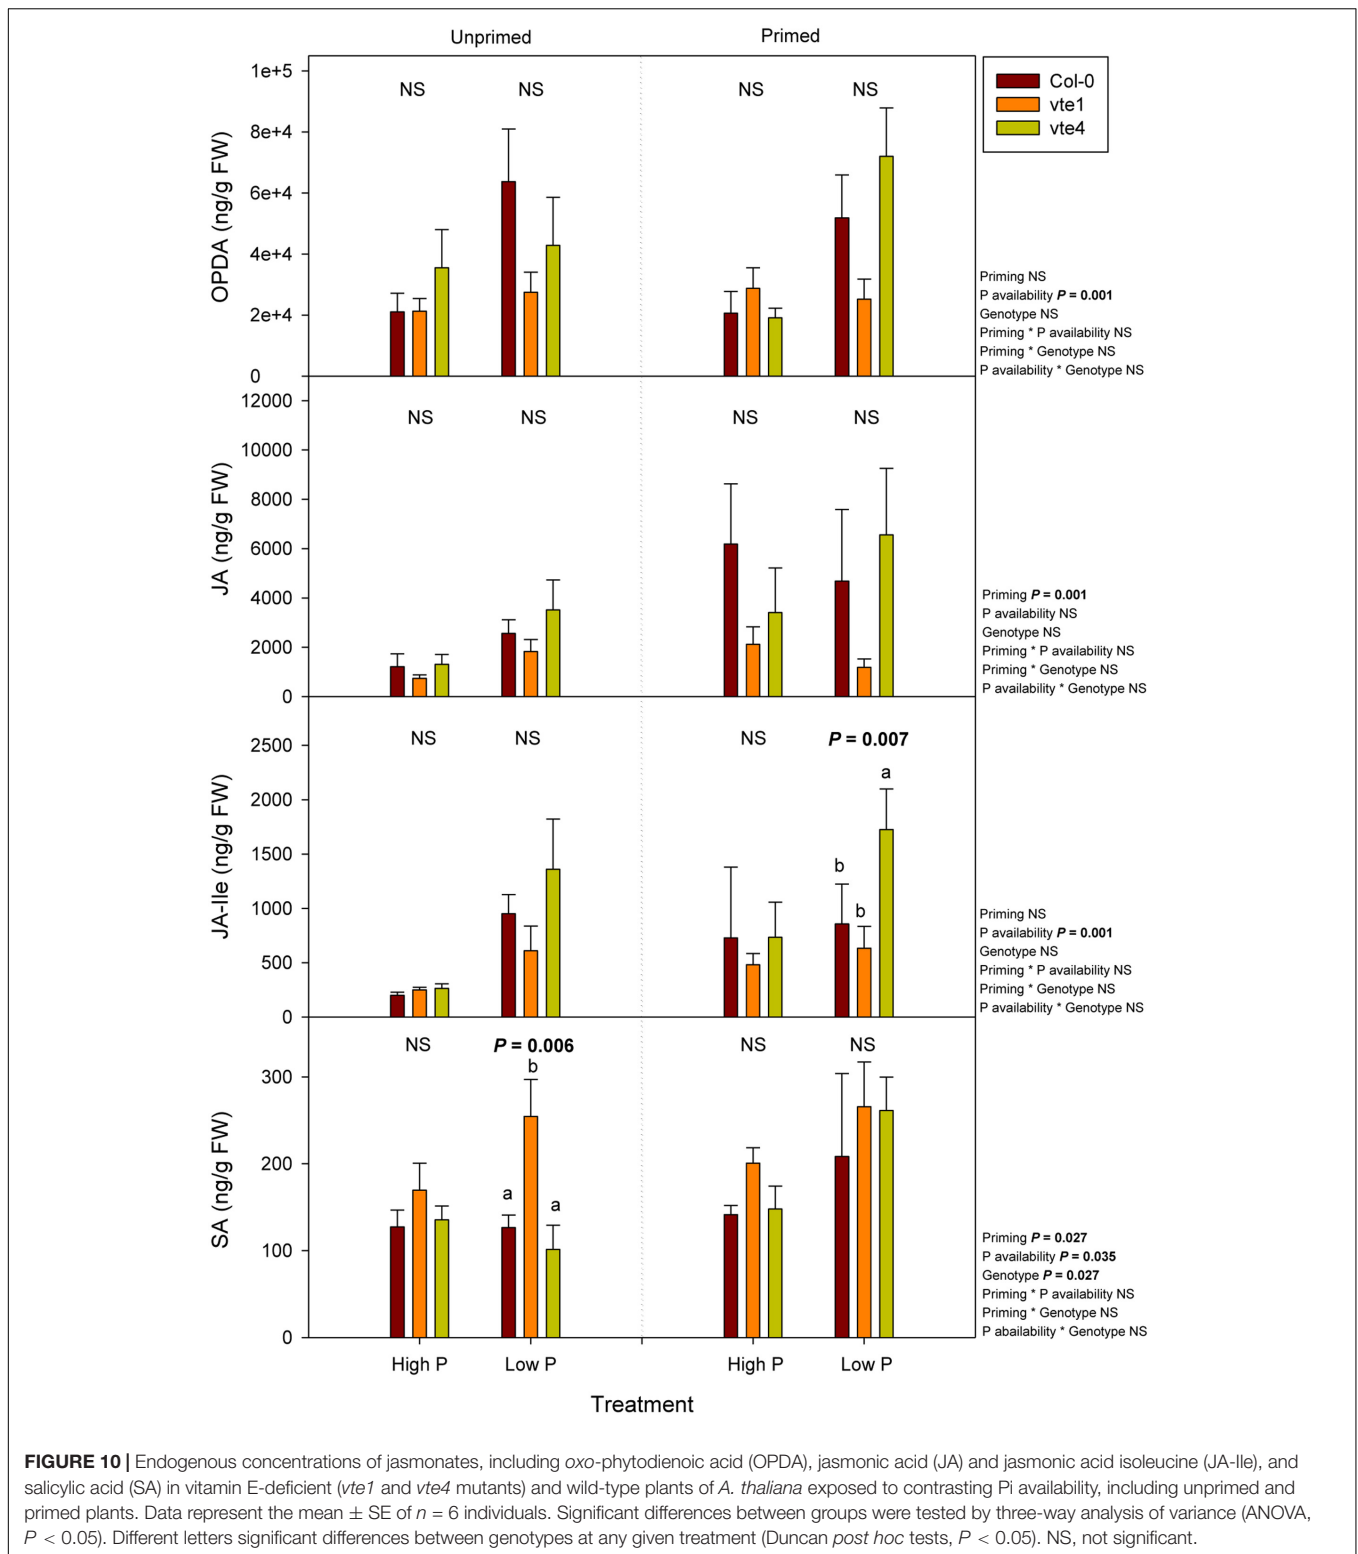 Unprimed Primed
Col-0
vte1
vte4
OPDA (ng/g FW)
1e+5
8e+4
6e+4
4e+4
2e+4
0
NS NS NS NS
Priming NS
P availability P = 0.001
Genotype NS
Priming * P availability NS
Priming * Genotype NS
P availability * Genotype NS
JA (ng/g FW)
12000
10000
8000
6000
4000
2000
0
NS NS NS NS
Priming P = 0.001
P availability NS
Genotype NS
Priming * P availability NS
Priming * Genotype NS
P availability * Genotype NS
JA-Ile (ng/g FW)
2500
2000
1500
1000
500
0
NS NS NS P = 0.007
b b a
Priming NS
P availability P = 0.001
Genotype NS
Priming * P availability NS
Priming * Genotype NS
P availability * Genotype NS
SA (ng/g FW)
300
200
100
0
NS P = 0.006 NS NS
a b a
Priming P = 0.027
P availability P = 0.035
Genotype P = 0.027
Priming * P availability NS
Priming * Genotype NS
P abailability * Genotype NS
High P Low P High P Low P
Treatment
FIGURE 10 | Endogenous concentrations of jasmonates, including oxo-phytodienoic acid (OPDA), jasmonic acid (JA) and jasmonic acid isoleucine (JA-Ile), and
salicylic acid (SA) in vitamin E-deficient (vte1 and vte4 mutants) and wild-type plants of A. thaliana exposed to contrasting Pi availability, including unprimed and
primed plants. Data represent the mean ± SE of n = 6 individuals. Significant differences between groups were tested by three-way analysis of variance (ANOVA,
P < 0.05). Different letters significant differences between genotypes at any given treatment (Duncan post hoc tests, P < 0.05). NS, not significant.